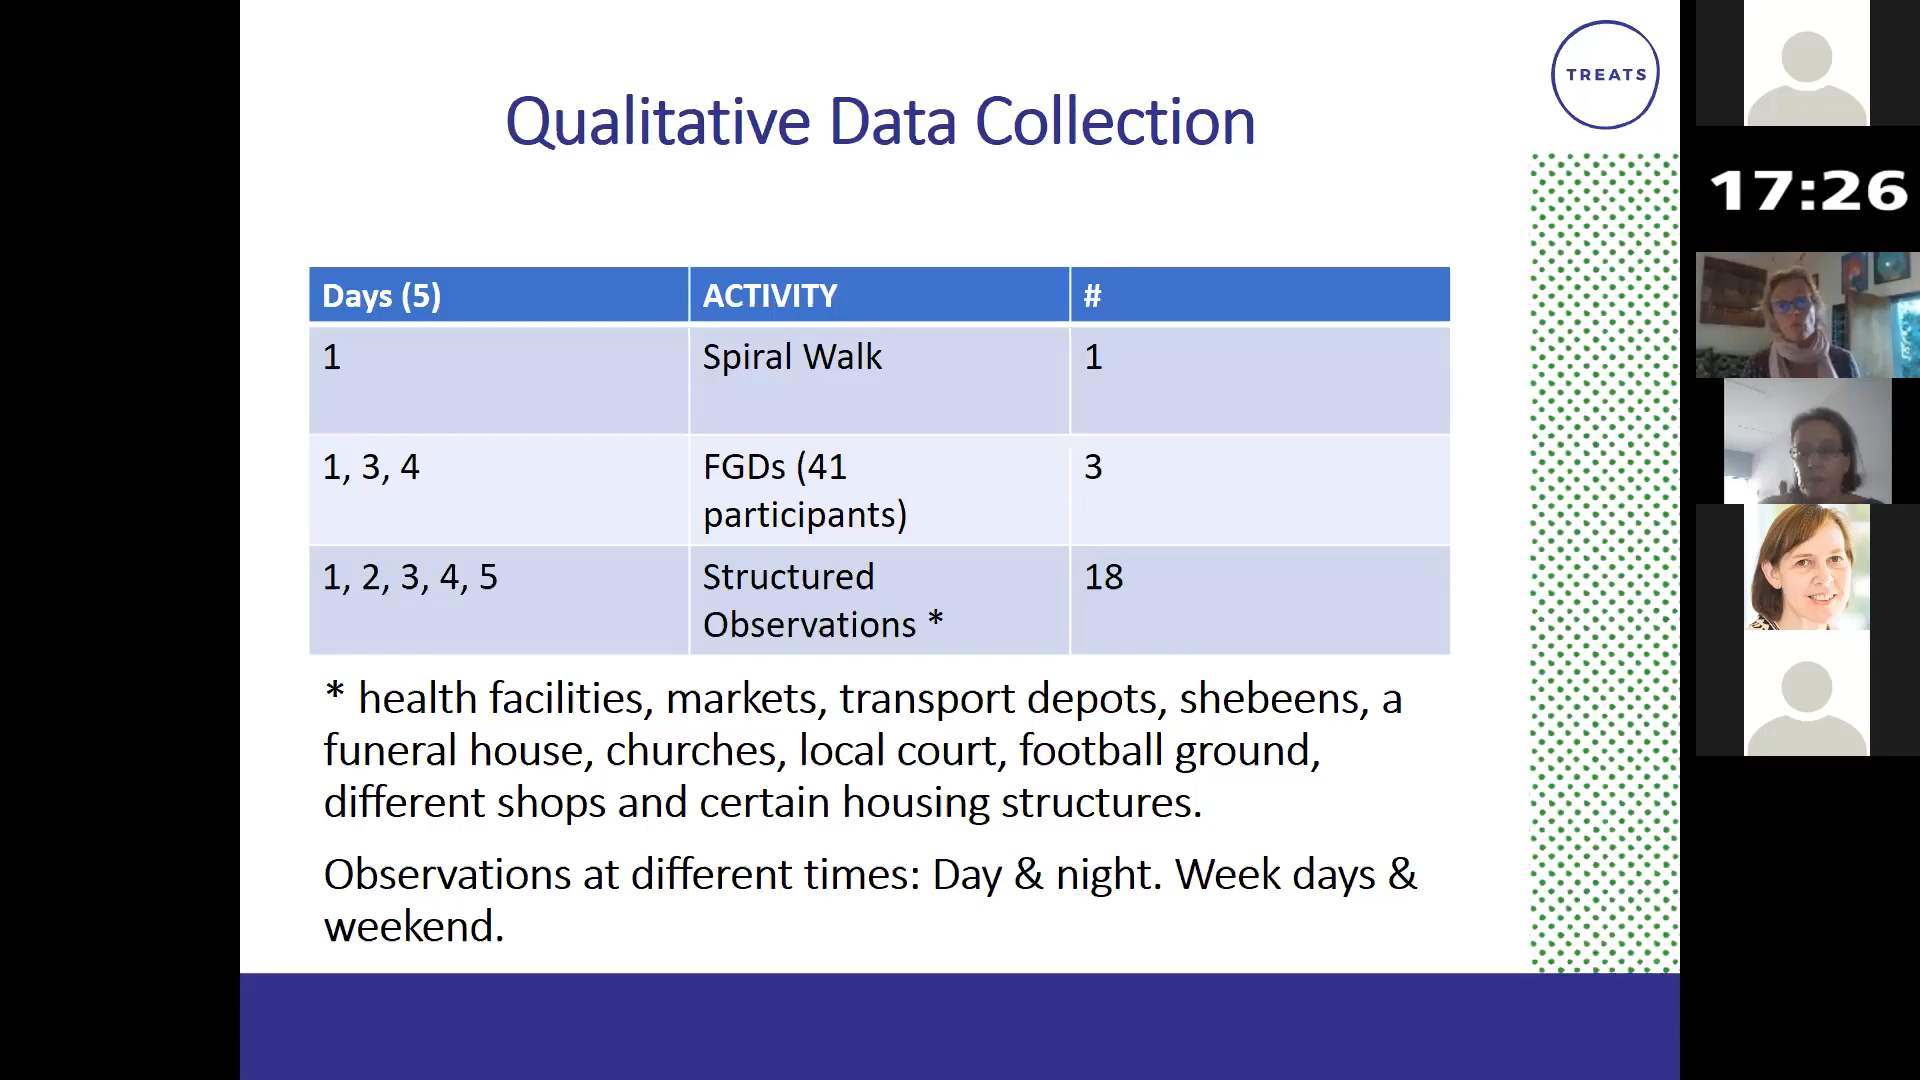 TREATS
Qualitative Data Collection
17:26
Days (5) ACTIVITY #
1 Spiral Walk 1
1, 3, 4 FGDs (41 3
participants)
1, 2, 3, 4, 5 Structured 18
Observations *
* health facilities, markets, transport depots, shebeens, a
funeral house, churches, local court, football ground,
different shops and certain housing structures.
Observations at different times: Day & night. Week days &
weekend.